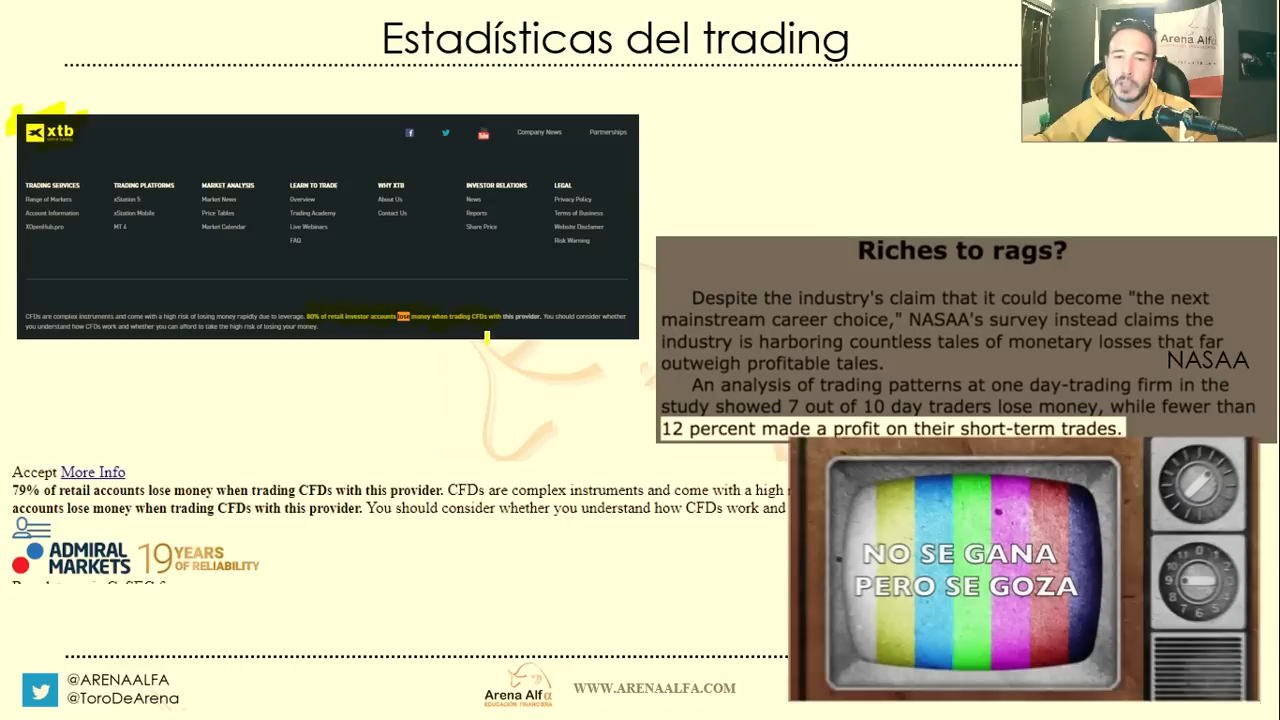 Estadísticas del trading
Arena Alfα
xtb
Company News
Partnerships
TRADING SERVICES
Range of Markets
Account Information
XOpenHub.pro
TRADING PLATFORMS
xStation 5
xStation Mobile
MT 4
MARKET ANALYSIS
Market News
Price Tables
Market Calendar
LEARN TO TRADE
Overview
Trading Academy
Live Webinars
FAQ
WHY XTB
About Us
Contact Us
INVESTOR RELATIONS
News
Reports
Share Price
LEGAL
Privacy Policy
Terms of Business
Website Disclaimer
Risk Warning
CFDs are complex instruments and come with a high risk of losing money rapidly due to leverage. 80% of retail investor accounts lose money when trading CFDs with this provider. You should consider whether
you understand how CFDs work and whether you can afford to take the high risk of losing your money.
Riches to rags?
Despite the industry's claim that it could become "the next
mainstream career choice," NASAA's survey instead claims the
industry is harboring countless tales of monetary losses that far
outweigh profitable tales.
NASAA
An analysis of trading patterns at one day-trading firm in the
study showed 7 out of 10 day traders lose money, while fewer than
12 percent made a profit on their short-term trades.
Accept More Info
79% of retail accounts lose money when trading CFDs with this provider. CFDs are complex instruments and come with a high
accounts lose money when trading CFDs with this provider. You should consider whether you understand how CFDs work and
ADMIRAL
MARKETS
19 YEARS
OF RELIABILITY
NO SE GANA
PERO SE GOZA
@ARENAALFA
@ToroDeArena
Arena Alfα
EDUCACIÓN FINANCIERA
WWW.ARENAALFA.COM